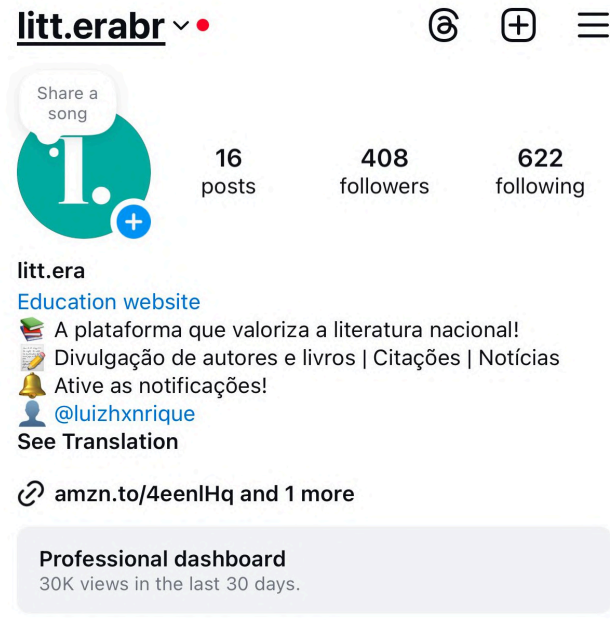 litt.erabr
Share a
song
l.
16
posts
408
followers
622
following
litt.era
Education website
A plataforma que valoriza a literatura nacional!
Divulgação de autores e livros | Citações | Notícias
Ative as notificações!
@luizhxnrique
See Translation
amzn.to/4eenlHq and 1 more
Professional dashboard
30K views in the last 30 days.